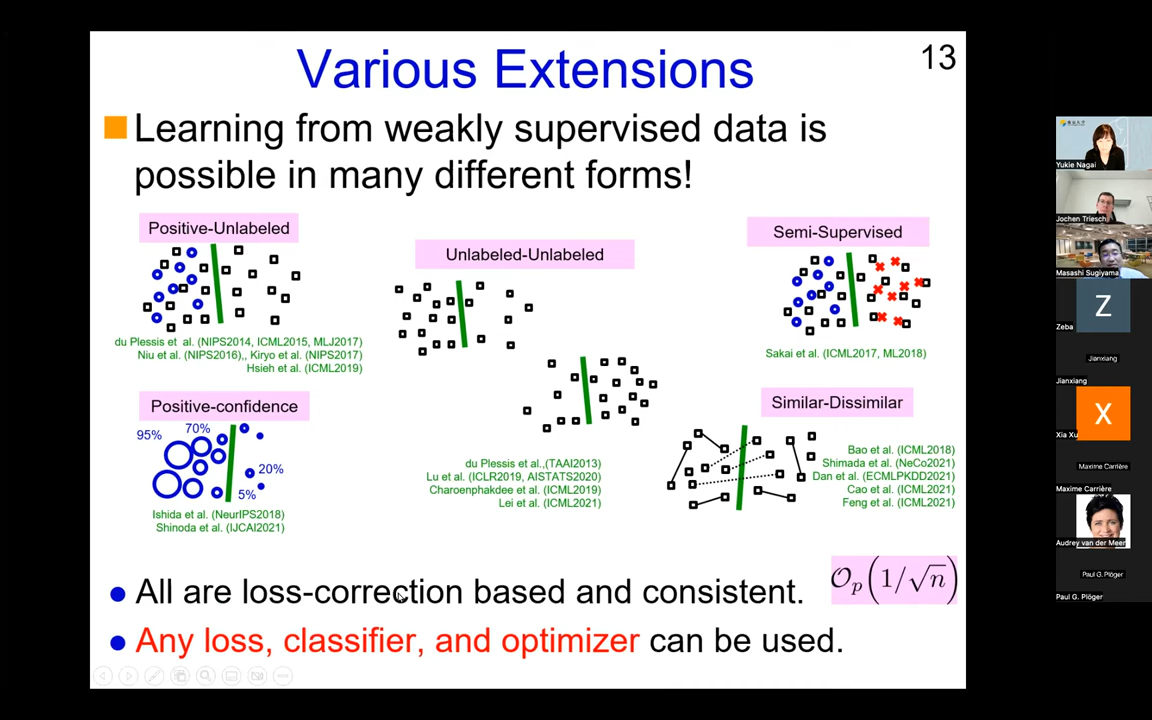 Various Extensions
13
Learning from weakly supervised data is
possible in many different forms!
Positive-Unlabeled
du Plessis et al. (NIPS2014, ICML2015, MLJ2017)
Niu et al. (NIPS2016),, Kiryo et al. (NIPS2017)
Hsieh et al. (ICML2019)
Unlabeled-Unlabeled
du Plessis et al.,(TAAI2013)
Lu et al. (ICLR2019, AISTATS2020)
Charoenphakdee et al. (ICML2019)
Lei et al. (ICML2021)
Semi-Supervised
Sakai et al. (ICML2017, ML2018)
Positive-confidence
95%
70%
20%
5%
Ishida et al. (NeurIPS2018)
Shinoda et al. (IJCAI2021)
Similar-Dissimilar
Bao et al. (ICML2018)
Shimada et al. (NeCo2021)
Dan et al. (ECMLPKDD2021)
Cao et al. (ICML2021)
Feng et al. (ICML2021)
All are loss-correction based and consistent.
𝒪p(1/√n)
Any loss, classifier, and optimizer can be used.
Yukie Nagai
Jochen Triesch
Masashi Sugiyama
Z
Zeba
Jianxiang
Jianxiang
X
Xia Xu
Maxime Carrière
Maxime Carrière
Audrey van der Meer
Paul G. Plöger
Paul G. Plöger